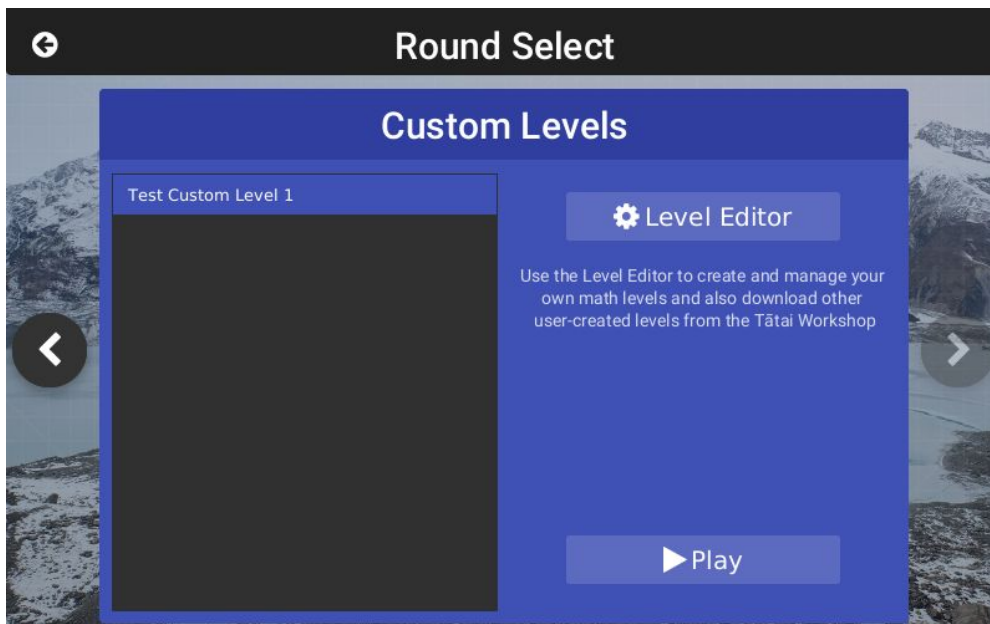 Round Select
Custom Levels
Test Custom Level 1
Level Editor
Use the Level Editor to create and manage your
own math levels and also download other
user-created levels from the Tātai Workshop
Play